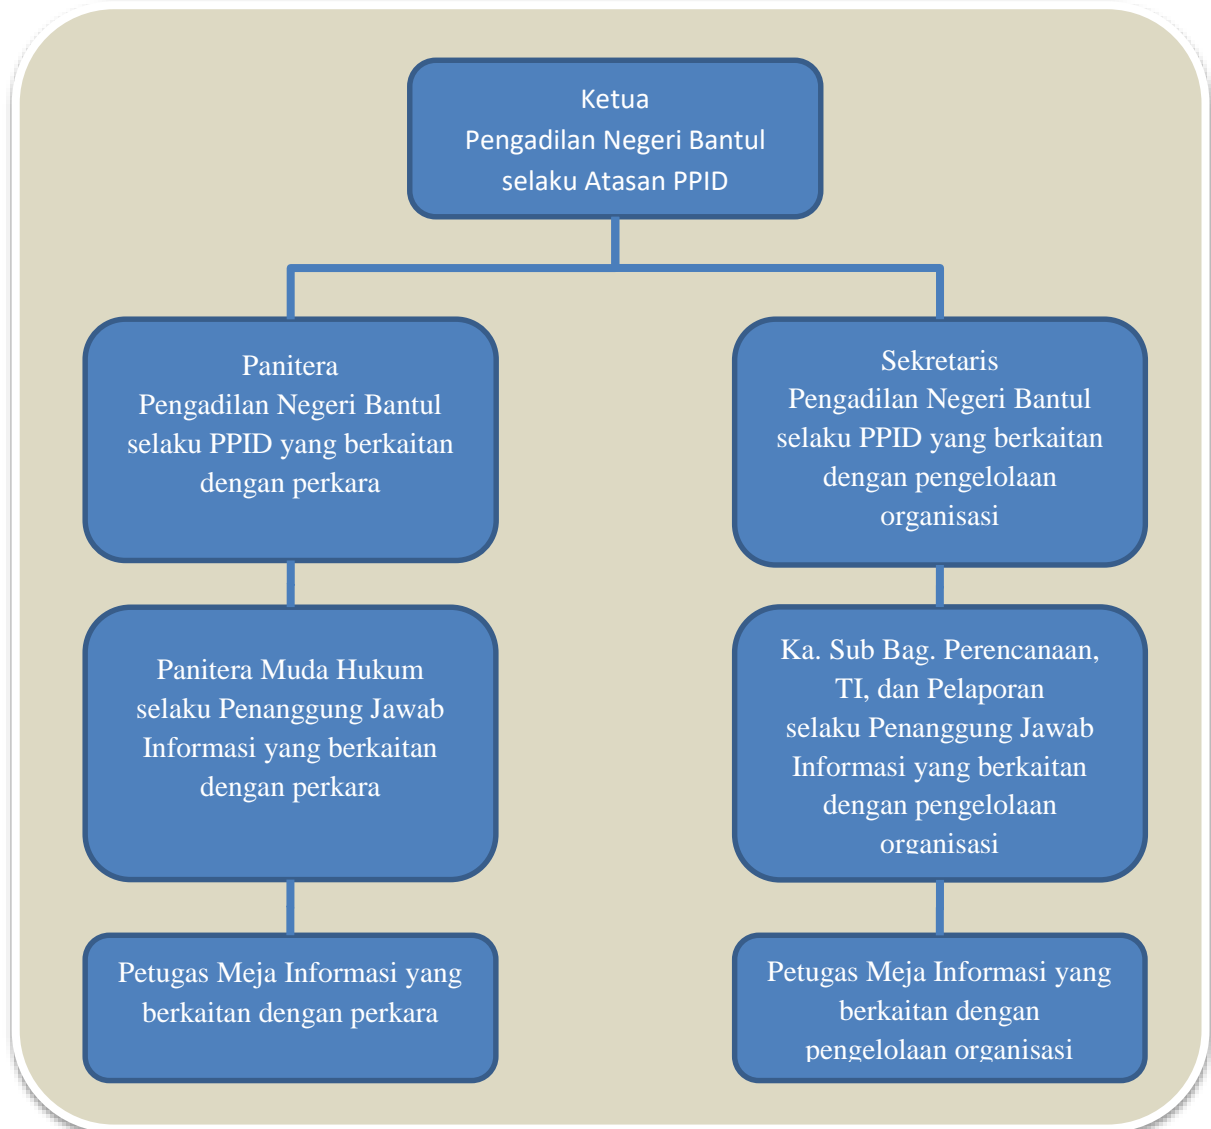 Ketua
Pengadilan Negeri Bantul
selaku Atasan PPID
Panitera
Pengadilan Negeri Bantul
selaku PPID yang berkaitan
dengan perkara
Sekretaris
Pengadilan Negeri Bantul
selaku PPID yang berkaitan
dengan pengelolaan
organisasi
Panitera Muda Hukum
selaku Penanggung Jawab
Informasi yang berkaitan
dengan perkara
Ka. Sub Bag. Perencanaan,
TI, dan Pelaporan
selaku Penanggung Jawab
Informasi yang berkaitan
dengan pengelolaan
organisasi
Petugas Meja Informasi yang
berkaitan dengan perkara
Petugas Meja Informasi yang
berkaitan dengan
pengelolaan organisasi